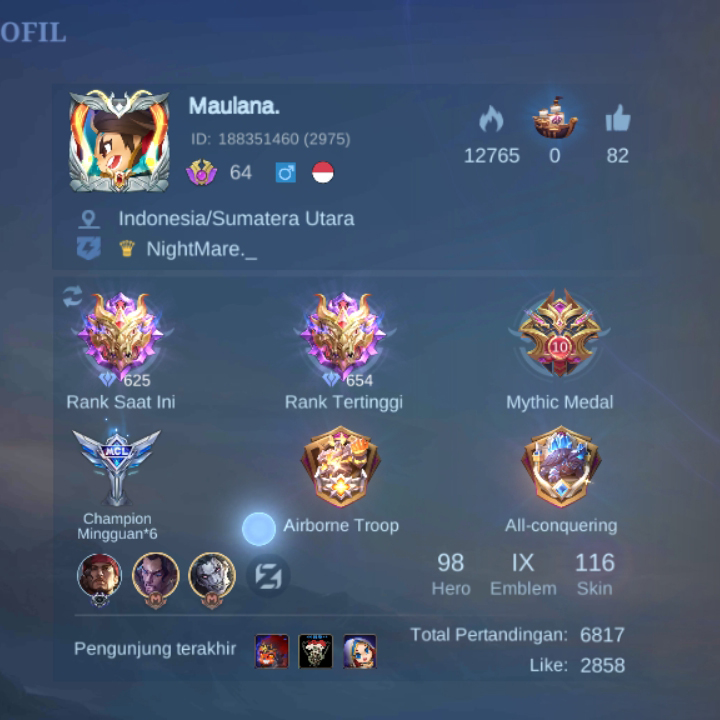 OFIL
Maulana.
ID: 188351460 (2975)
64
12765 0 82
Indonesia/Sumatera Utara
NightMare._
625 654 10
Rank Saat Ini Rank Tertinggi Mythic Medal
MCL
Champion
Mingguan*6
Airborne Troop All-conquering
98 IX 116
Hero Emblem Skin
M M
Pengunjung terakhir
Total Pertandingan: 6817
Like: 2858